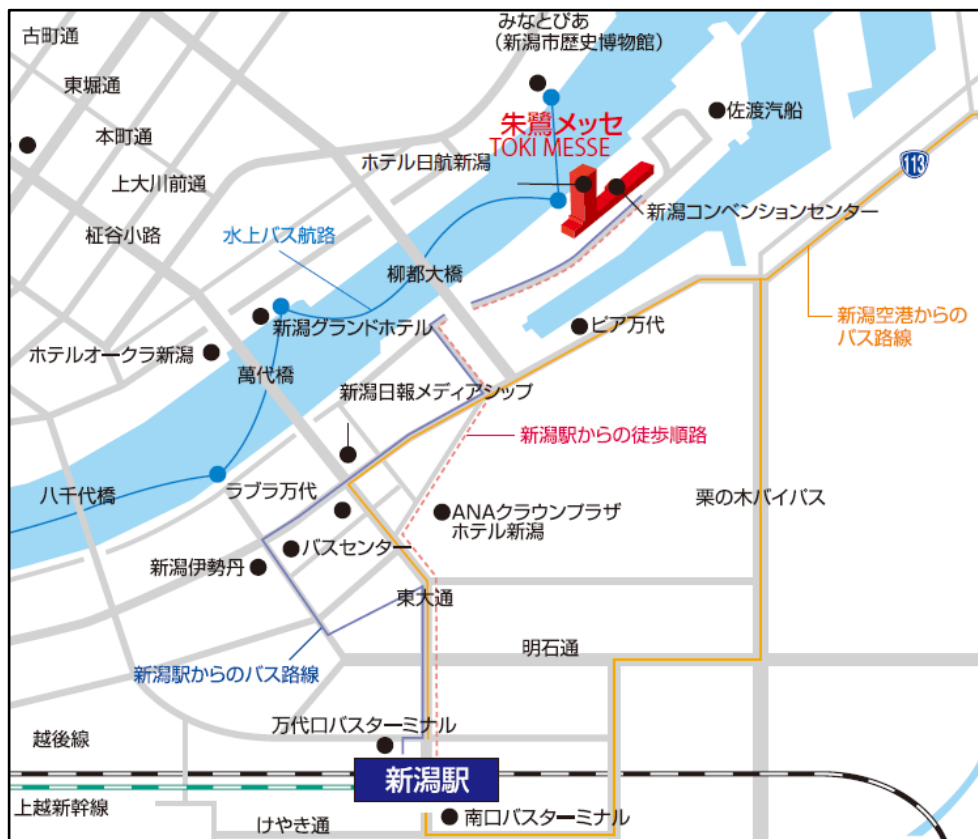 みなとぴあ
(新潟市歴史博物館)
古町通
東堀通
本町通
上大川前通
柾谷小路
朱鷺メッセ
TOKI MESSE
佐渡汽船
ホテル日航新潟
113
新潟コンベンションセンター
水上バス航路
柳都大橋
新潟グランドホテル
ピア万代
新潟空港からの
バス路線
ホテルオークラ新潟
萬代橋
新潟日報メディアシップ
新潟駅からの徒歩順路
八千代橋
ラブラ万代
栗の木バイパス
ANAクラウンプラザ
ホテル新潟
バスセンター
新潟伊勢丹
東大通
明石通
新潟駅からのバス路線
万代口バスターミナル
越後線
新潟駅
上越新幹線
けやき通
南口バスターミナル